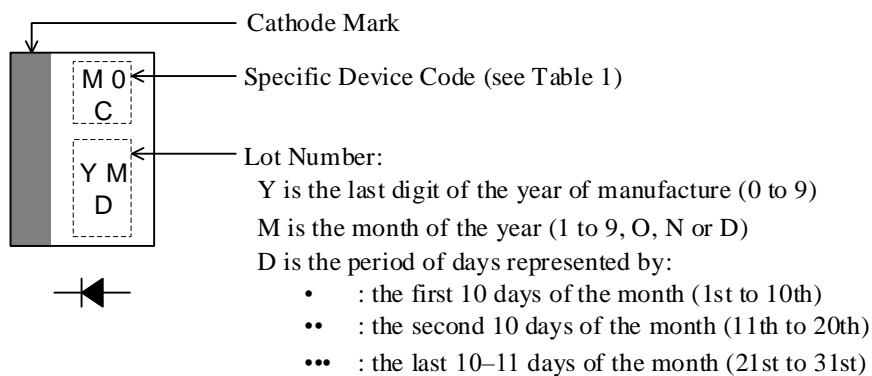 Cathode Mark
M 0
C
Specific Device Code (see Table 1)
Y M
D
Lot Number:
Y is the last digit of the year of manufacture (0 to 9)
M is the month of the year (1 to 9, O, N or D)
D is the period of days represented by:
• : the first 10 days of the month (1st to 10th)
•• : the second 10 days of the month (11th to 20th)
••• : the last 10–11 days of the month (21st to 31st)